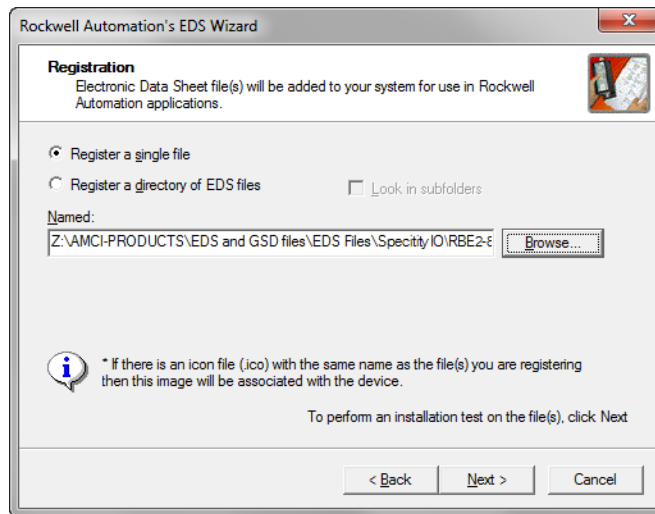 Rockwell Automation's EDS Wizard
Registration
Electronic Data Sheet file(s) will be added to your system for use in Rockwell
Automation applications.
Register a single file
Register a directory of EDS files
Look in subfolders
Named:
Z:\AMCI-PRODUCTS\EDS and GSD files\EDS Files\Specitity IO\RBE2-8
Browse...
* If there is an icon file (.ico) with the same name as the file(s) you are registering
then this image will be associated with the device.
To perform an installation test on the file(s), click Next
< Back
Next >
Cancel